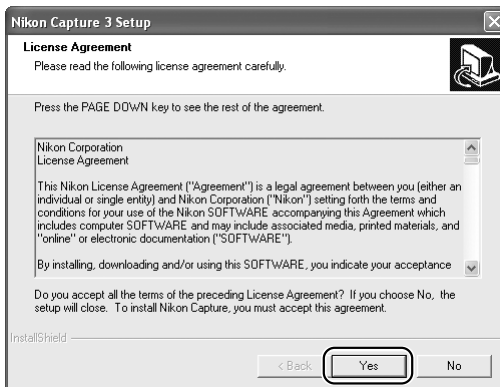 Nikon Capture 3 Setup
License Agreement
Please read the following license agreement carefully.
Press the PAGE DOWN key to see the rest of the agreement.
Nikon Corporation
License Agreement
This Nikon License Agreement ("Agreement") is a legal agreement between you (either an
individual or single entity) and Nikon Corporation ("Nikon") setting forth the terms and
conditions for your use of the Nikon SOFTWARE accompanying this Agreement which
includes computer SOFTWARE and may include associated media, printed materials, and
"online" or electronic documentation ("SOFTWARE").
By installing, downloading and/or using this SOFTWARE, you indicate your acceptance
Do you accept all the terms of the preceding License Agreement? If you choose No, the
setup will close. To install Nikon Capture, you must accept this agreement.
InstallShield
< Back Yes No